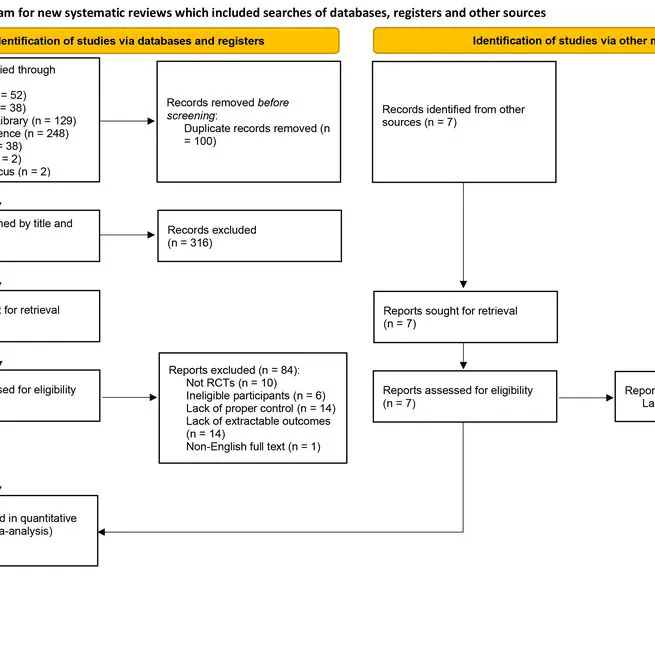 am for new systematic reviews which included searches of databases, registers and other sources
dentification of studies via databases and registers
Identification of studies via other m
ied through
= 52)
= 38)
ibrary (n = 129)
ence (n = 248)
= 38)
= 2)
cus (n = 2)
Records removed before
screening:
Duplicate records removed (n
= 100)
Records identified from other
sources (n = 7)
ned by title and
Records excluded
(n = 316)
t for retrieval
Reports sought for retrieval
(n = 7)
sed for eligibility
Reports excluded (n = 84):
Not RCTs (n = 10)
Ineligible participants (n = 6)
Lack of proper control (n = 14)
Lack of extractable outcomes
(n = 14)
Non-English full text (n = 1)
Reports assessed for eligibility
(n = 7)
Repor
La
d in quantitative
a-analysis)